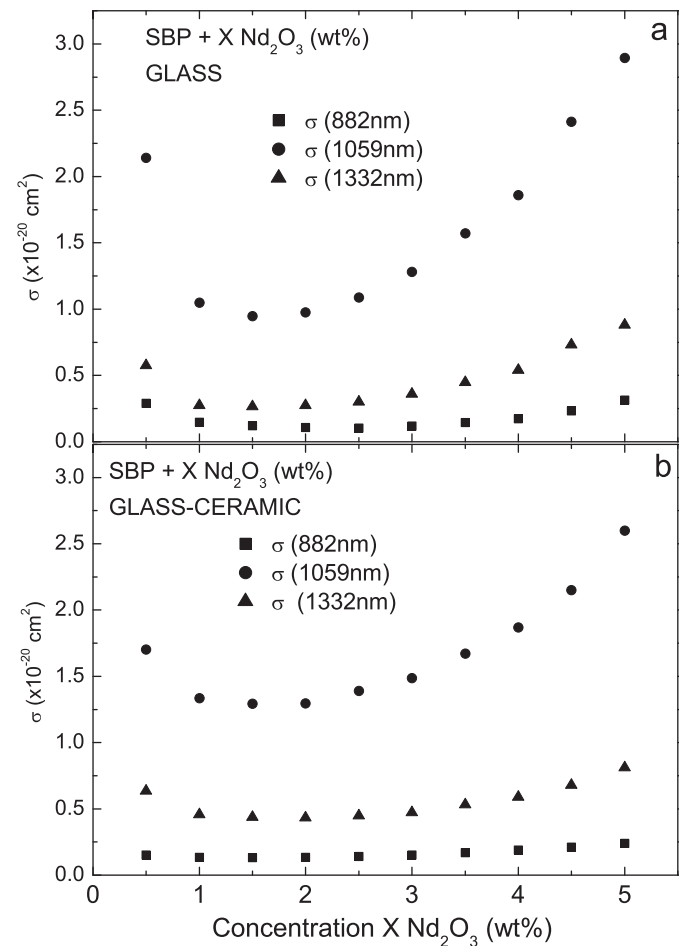 a
SBP + X Nd₂O₃ (wt%)
GLASS
σ (882nm)
σ (1059nm)
σ (1332nm)
3.0
2.5
2.0
1.5
1.0
0.5
0.0
σ (x10⁻²⁰ cm²)
b
SBP + X Nd₂O₃ (wt%)
GLASS-CERAMIC
σ (882nm)
σ (1059nm)
σ (1332nm)
3.0
2.5
2.0
1.5
1.0
0.5
0.0
σ (x10⁻²⁰ cm²)
0 1 2 3 4 5
Concentration X Nd₂O₃ (wt%)